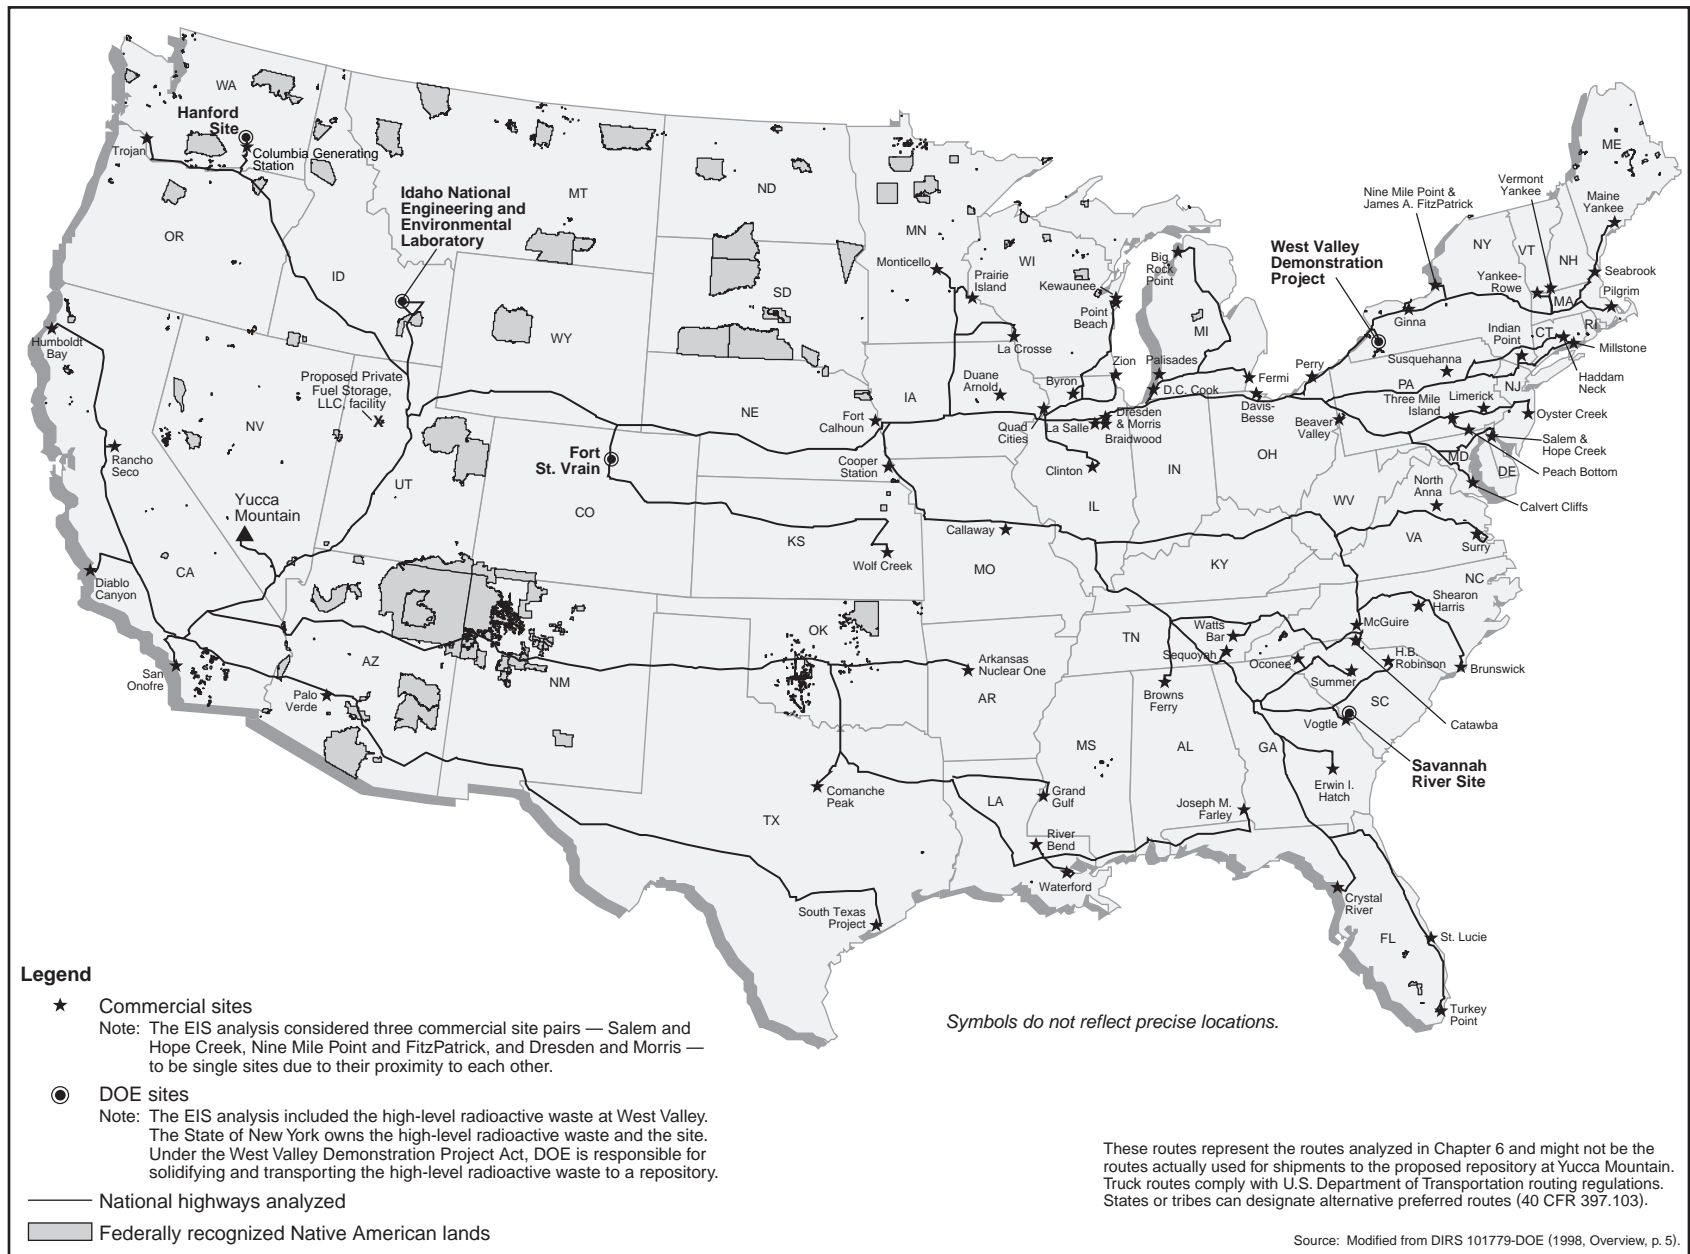 WA
Hanford
Site
Trojan
Columbia Generating
Station
Idaho National
Engineering and
Environmental
Laboratory
MT
ND
MN
OR
ID
SD
WY
WI
Monticello
Prairie
Island
Kewaunee
Point
Beach
Big
Rock
Point
MI
La Crosse
Zion
Palisades
D.C. Cook
Fermi
Davis-
Besse
Perry
Nine Mile Point &
James A. FitzPatrick
Vermont
Yankee
Maine
Yankee
ME
West Valley
Demonstration
Project
NY
VT
NH
Yankee-
Rowe
Seabrook
MA
Pilgrim
Ginna
Indian
Point
CT
RI
Millstone
Susquehanna
Haddam
Neck
PA
NJ
Three Mile
Island
Limerick
Oyster Creek
Beaver
Valley
Salem &
Hope Creek
MD
DE
Peach Bottom
Calvert Cliffs
Humboldt
Bay
Proposed Private
Fuel Storage,
LLC, facility
X
NV
NE
IA
Duane
Arnold
Byron
Fort
Calhoun
Quad
Cities
La Salle
Dresden
& Morris
Braidwood
Rancho
Seco
Fort
St. Vrain
Cooper
Station
Clinton
IN
OH
UT
Yucca
Mountain
CO
IL
WV
North
Anna
VA
Surry
KS
Callaway
Wolf Creek
MO
KY
CA
Diablo
Canyon
NC
Shearon
Harris
McGuire
OK
TN
Watts
Bar
Sequoyah
Oconee
H.B.
Robinson
Brunswick
Summer
AZ
NM
Arkansas
Nuclear One
San
Onofre
Palo
Verde
AR
Browns
Ferry
SC
Catawba
Vogtle
MS
AL
GA
Savannah
River Site
Erwin I.
Hatch
Comanche
Peak
TX
LA
Grand
Gulf
Joseph M.
Farley
River
Bend
Waterford
South Texas
Project
Crystal
River
FL
St. Lucie
Turkey
Point
Legend
Commercial sites
Note: The EIS analysis considered three commercial site pairs — Salem and
Hope Creek, Nine Mile Point and FitzPatrick, and Dresden and Morris —
to be single sites due to their proximity to each other.
DOE sites
Note: The EIS analysis included the high-level radioactive waste at West Valley.
The State of New York owns the high-level radioactive waste and the site.
Under the West Valley Demonstration Project Act, DOE is responsible for
solidifying and transporting the high-level radioactive waste to a repository.
National highways analyzed
Federally recognized Native American lands
Symbols do not reflect precise locations.
These routes represent the routes analyzed in Chapter 6 and might not be the
routes actually used for shipments to the proposed repository at Yucca Mountain.
Truck routes comply with U.S. Department of Transportation routing regulations.
States or tribes can designate alternative preferred routes (40 CFR 397.103).
Source: Modified from DIRS 101779-DOE (1998, Overview, p. 5).